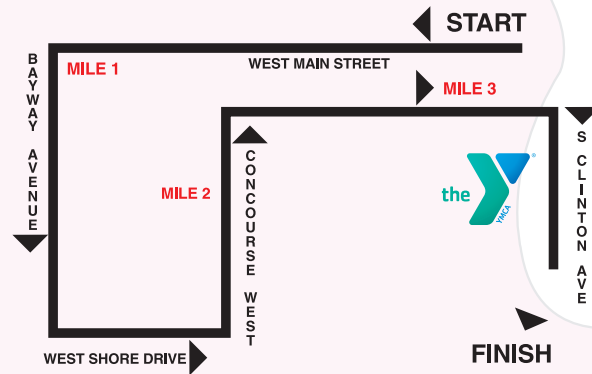 START
WEST MAIN STREET
MILE 1
BAYWAY AVENUE
MILE 3
S CLINTON AVE
MILE 2
CONCOURSE WEST
the
YMCA
®
WEST SHORE DRIVE
FINISH